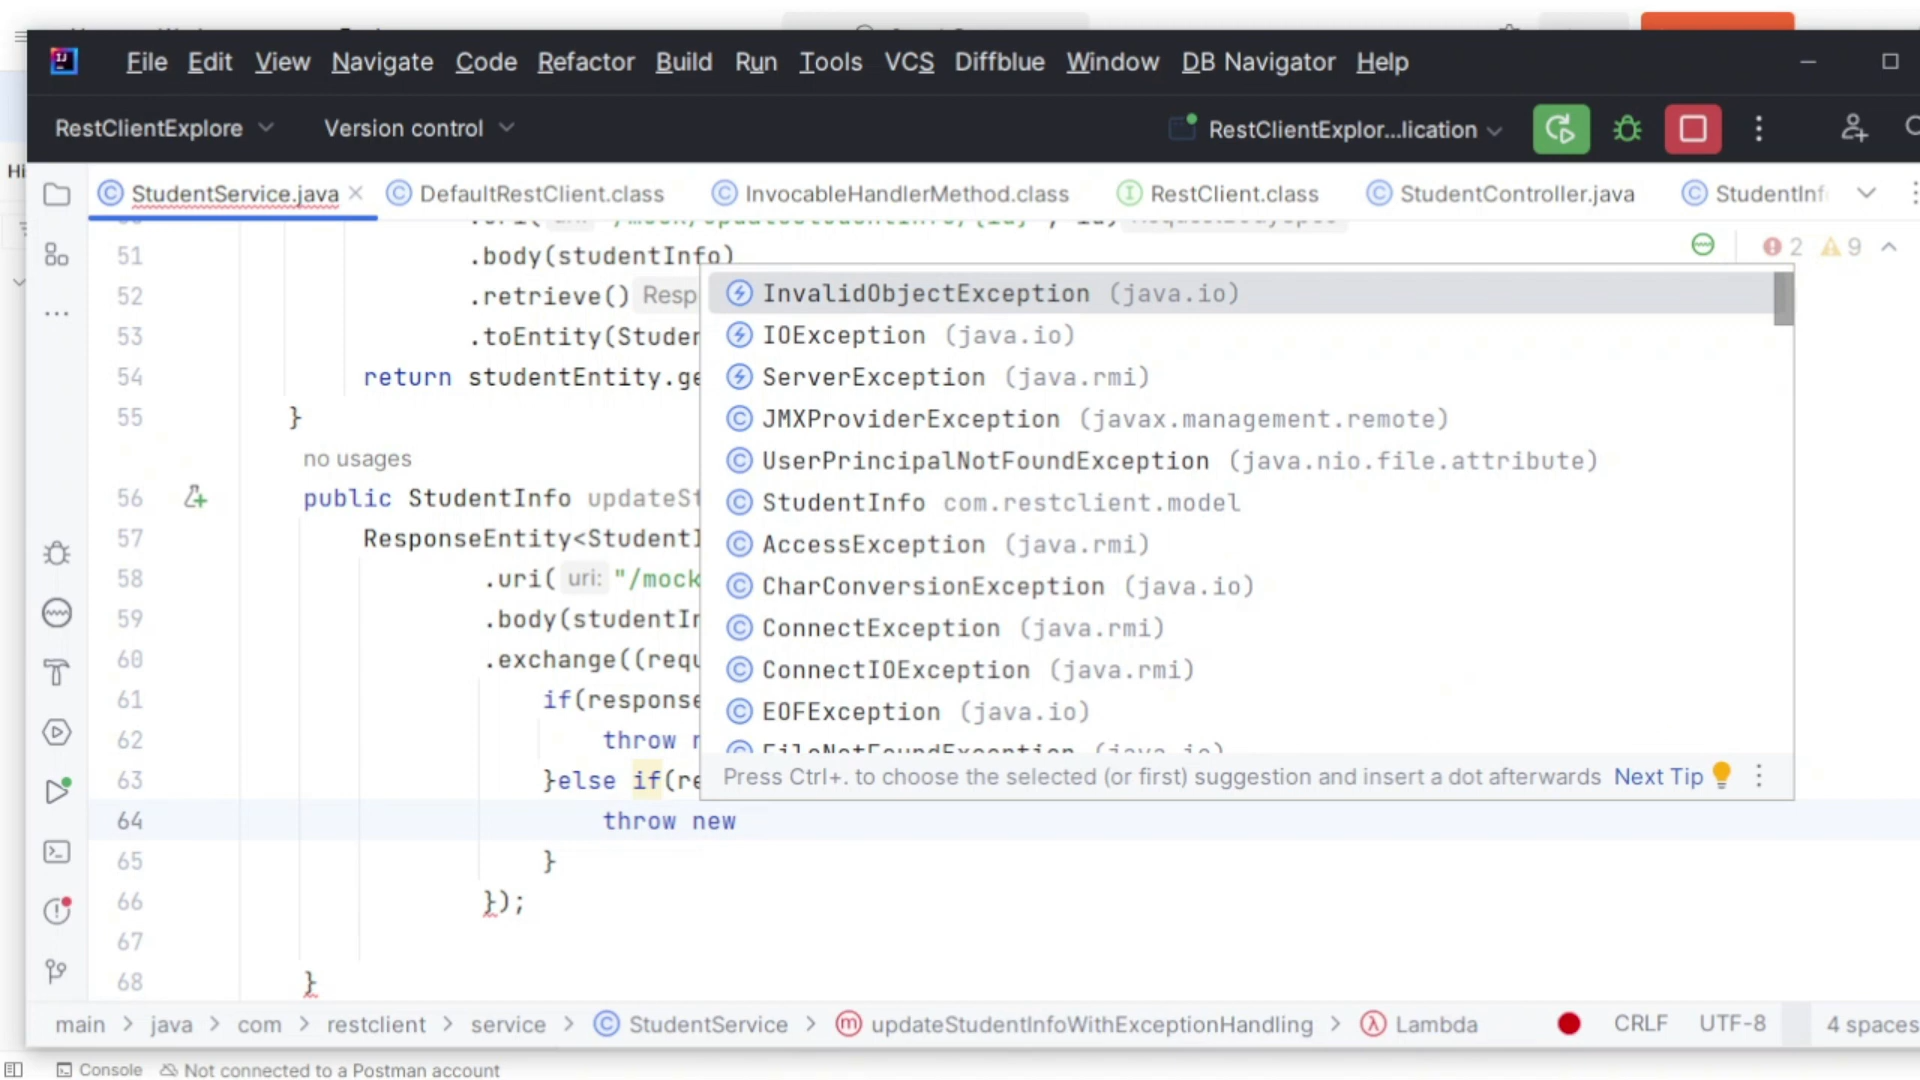 File Edit View Navigate Code Refactor Build Run Tools VCS Diffblue Window DB Navigator Help
RestClientExplore Version control RestClientExplor...lication
Hi
StudentService.java DefaultRestClient.class InvocableHandlerMethod.class RestClient.class StudentController.java StudentInf
2 9
51 .body(studentInfo)
52 .retrieve() Resp
53 .toEntity(Studen
54 return studentEntity.ge
55 }
no usages
56 public StudentInfo updateSt
57 ResponseEntity<StudentI
58 .uri( uri: "/mock
59 .body(studentIn
60 .exchange((requ
61 if(response
62 throw n
63 }else if(re
64 throw new
65 }
66 });
67
68 }
InvalidObjectException (java.io)
IOException (java.io)
ServerException (java.rmi)
JMXProviderException (javax.management.remote)
UserPrincipalNotFoundException (java.nio.file.attribute)
StudentInfo com.restclient.model
AccessException (java.rmi)
CharConversionException (java.io)
ConnectException (java.rmi)
ConnectIOException (java.rmi)
EOFException (java.io)
FileNotFoundException (java.io)
Press Ctrl+. to choose the selected (or first) suggestion and insert a dot afterwards Next Tip
main > java > com > restclient > service > StudentService > updateStudentInfoWithExceptionHandling > Lambda CRLF UTF-8 4 spaces
Console Not connected to a Postman account